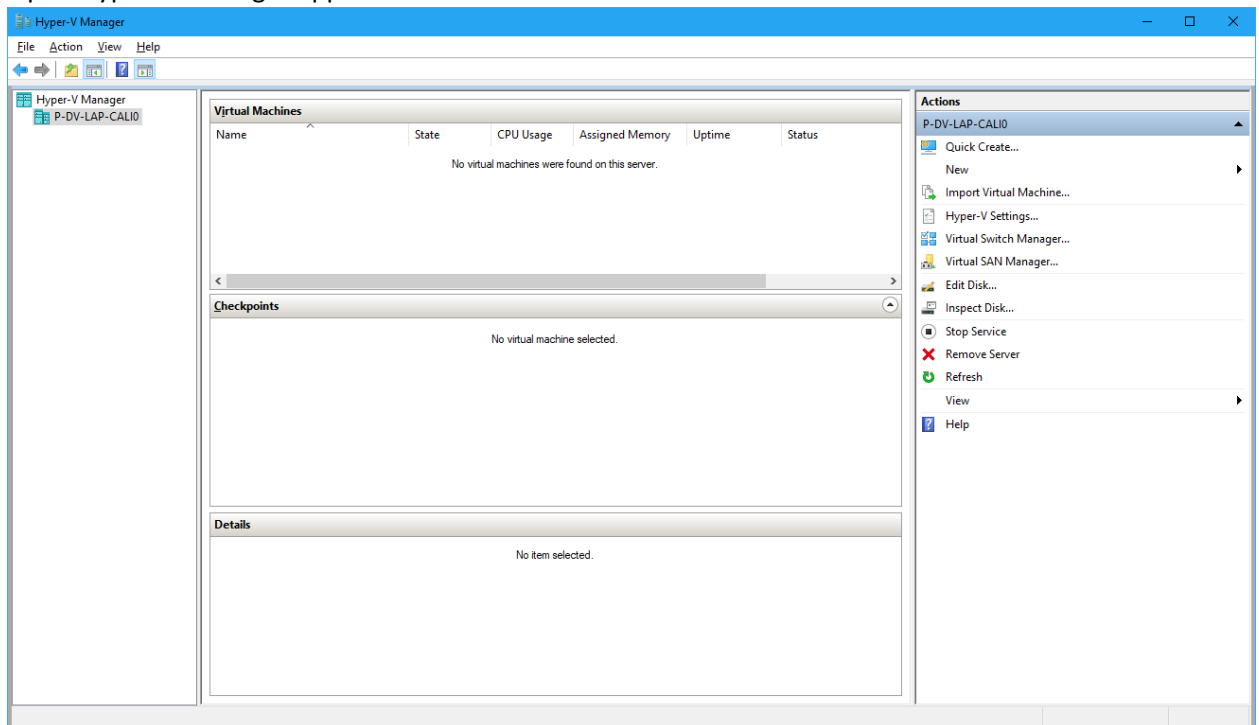 Hyper-V Manager
File Action View Help
Hyper-V Manager
P-DV-LAP-CALI0
Virtual Machines
Name State CPU Usage Assigned Memory Uptime Status
No virtual machines were found on this server.
Checkpoints
No virtual machine selected.
Details
No item selected.
Actions
P-DV-LAP-CALI0
Quick Create...
New
Import Virtual Machine...
Hyper-V Settings...
Virtual Switch Manager...
Virtual SAN Manager...
Edit Disk...
Inspect Disk...
Stop Service
Remove Server
Refresh
View
Help